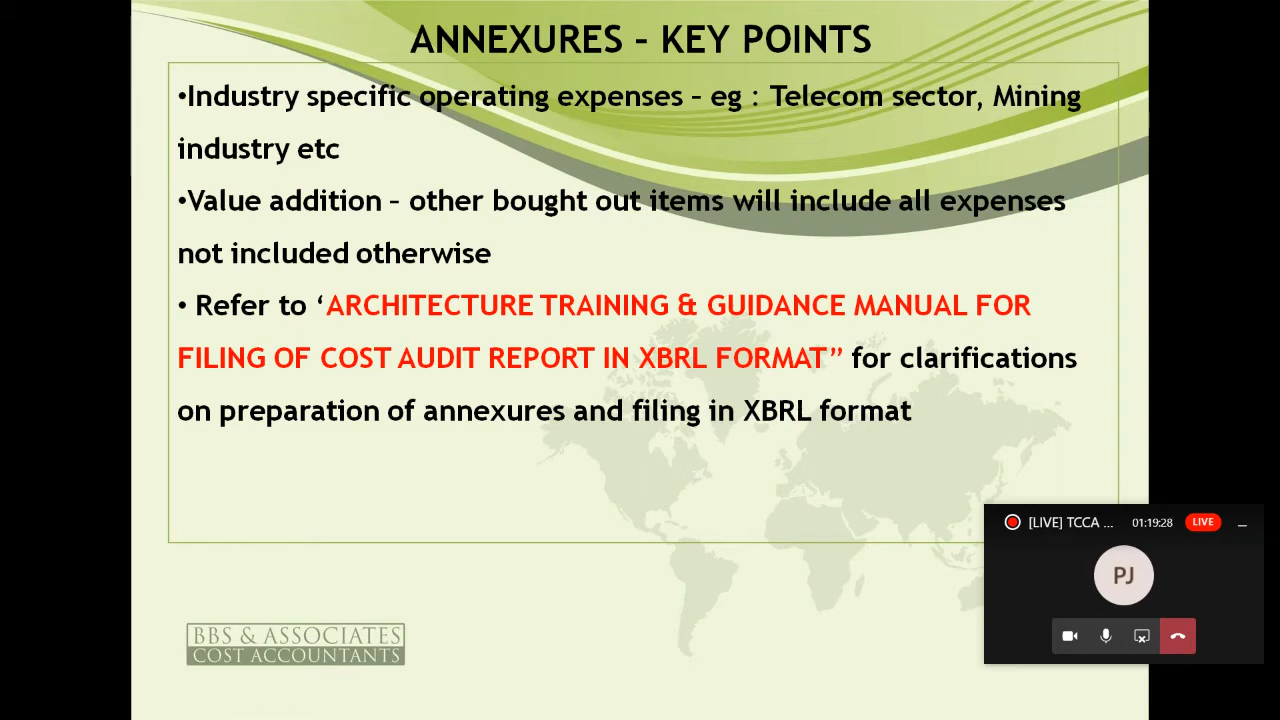 ANNEXURES – KEY POINTS
•Industry specific operating expenses – eg : Telecom sector, Mining
industry etc
•Value addition – other bought out items will include all expenses
not included otherwise
• Refer to ‘ARCHITECTURE TRAINING & GUIDANCE MANUAL FOR
FILING OF COST AUDIT REPORT IN XBRL FORMAT” for clarifications
on preparation of annexures and filing in XBRL format
[LIVE] TCCA ... 01:19:28 LIVE
PJ
BBS & ASSOCIATES
COST ACCOUNTANTS